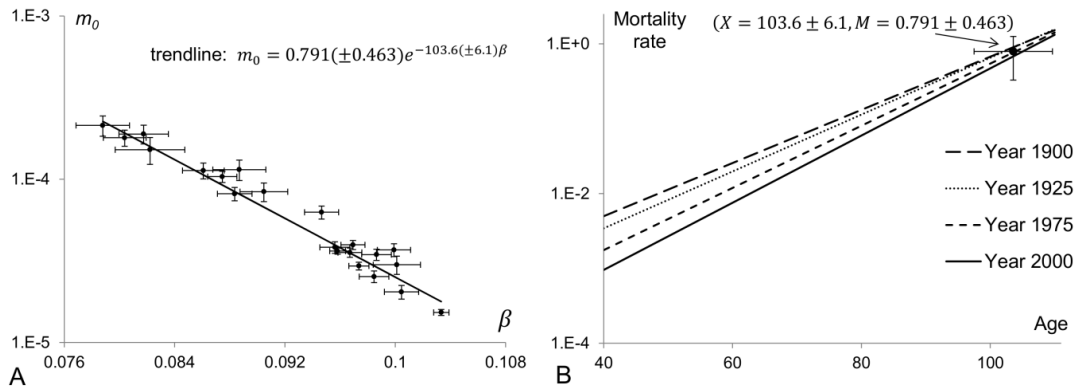 1.E-3
m₀
trendline: m₀ = 0.791(±0.463)e^{−103.6(±6.1)β}
1.E-4
β
1.E-5
0.076 0.084 0.092 0.1 0.108
A
Mortality rate
(X = 103.6 ± 6.1, M = 0.791 ± 0.463)
1.E+0
1.E-2
Year 1900
Year 1925
Year 1975
Year 2000
Age
1.E-4
40 60 80 100
B